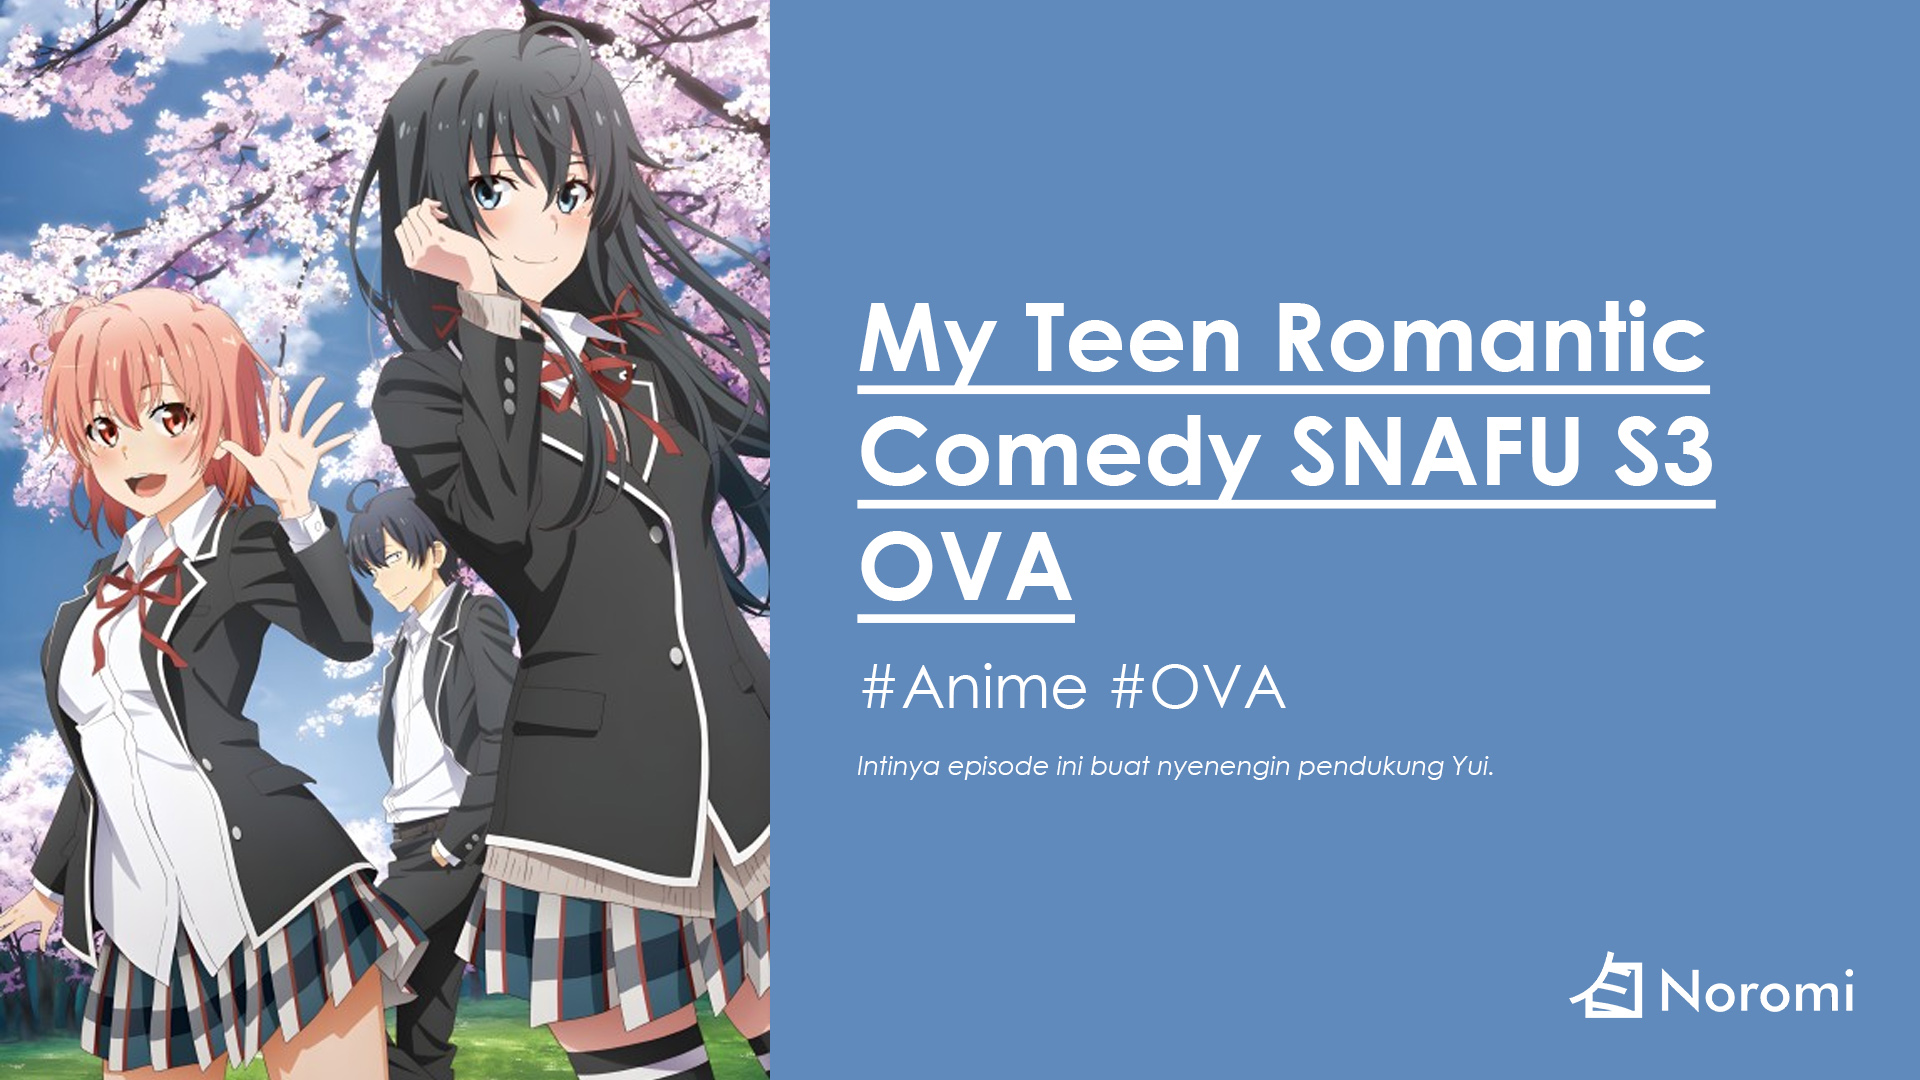 My Teen Romantic
Comedy SNAFU S3
OVA
#Anime #OVA
Intinya episode ini buat nyenengin pendukung Yui.
Noromi